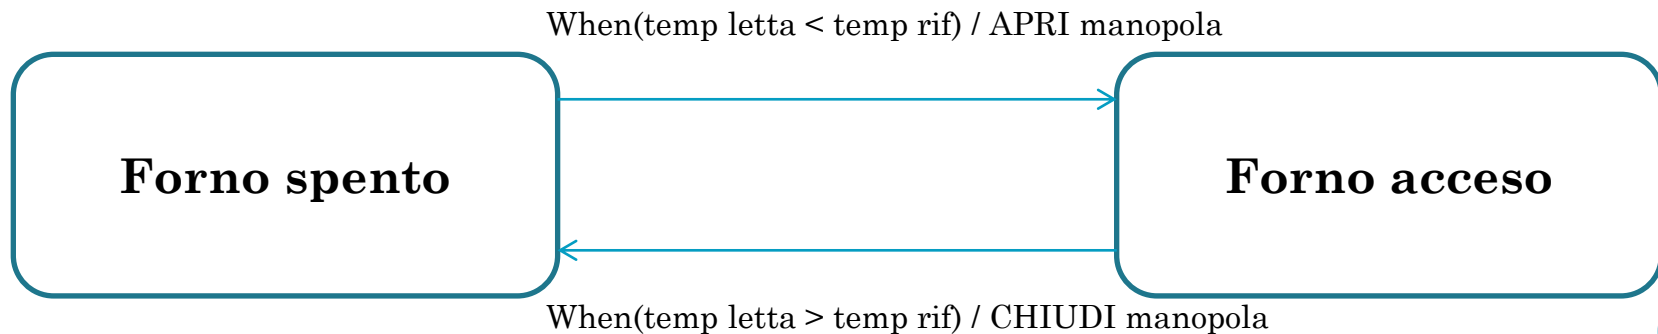 When(temp letta < temp rif) / APRI manopola
Forno spento
Forno acceso
When(temp letta > temp rif) / CHIUDI manopola